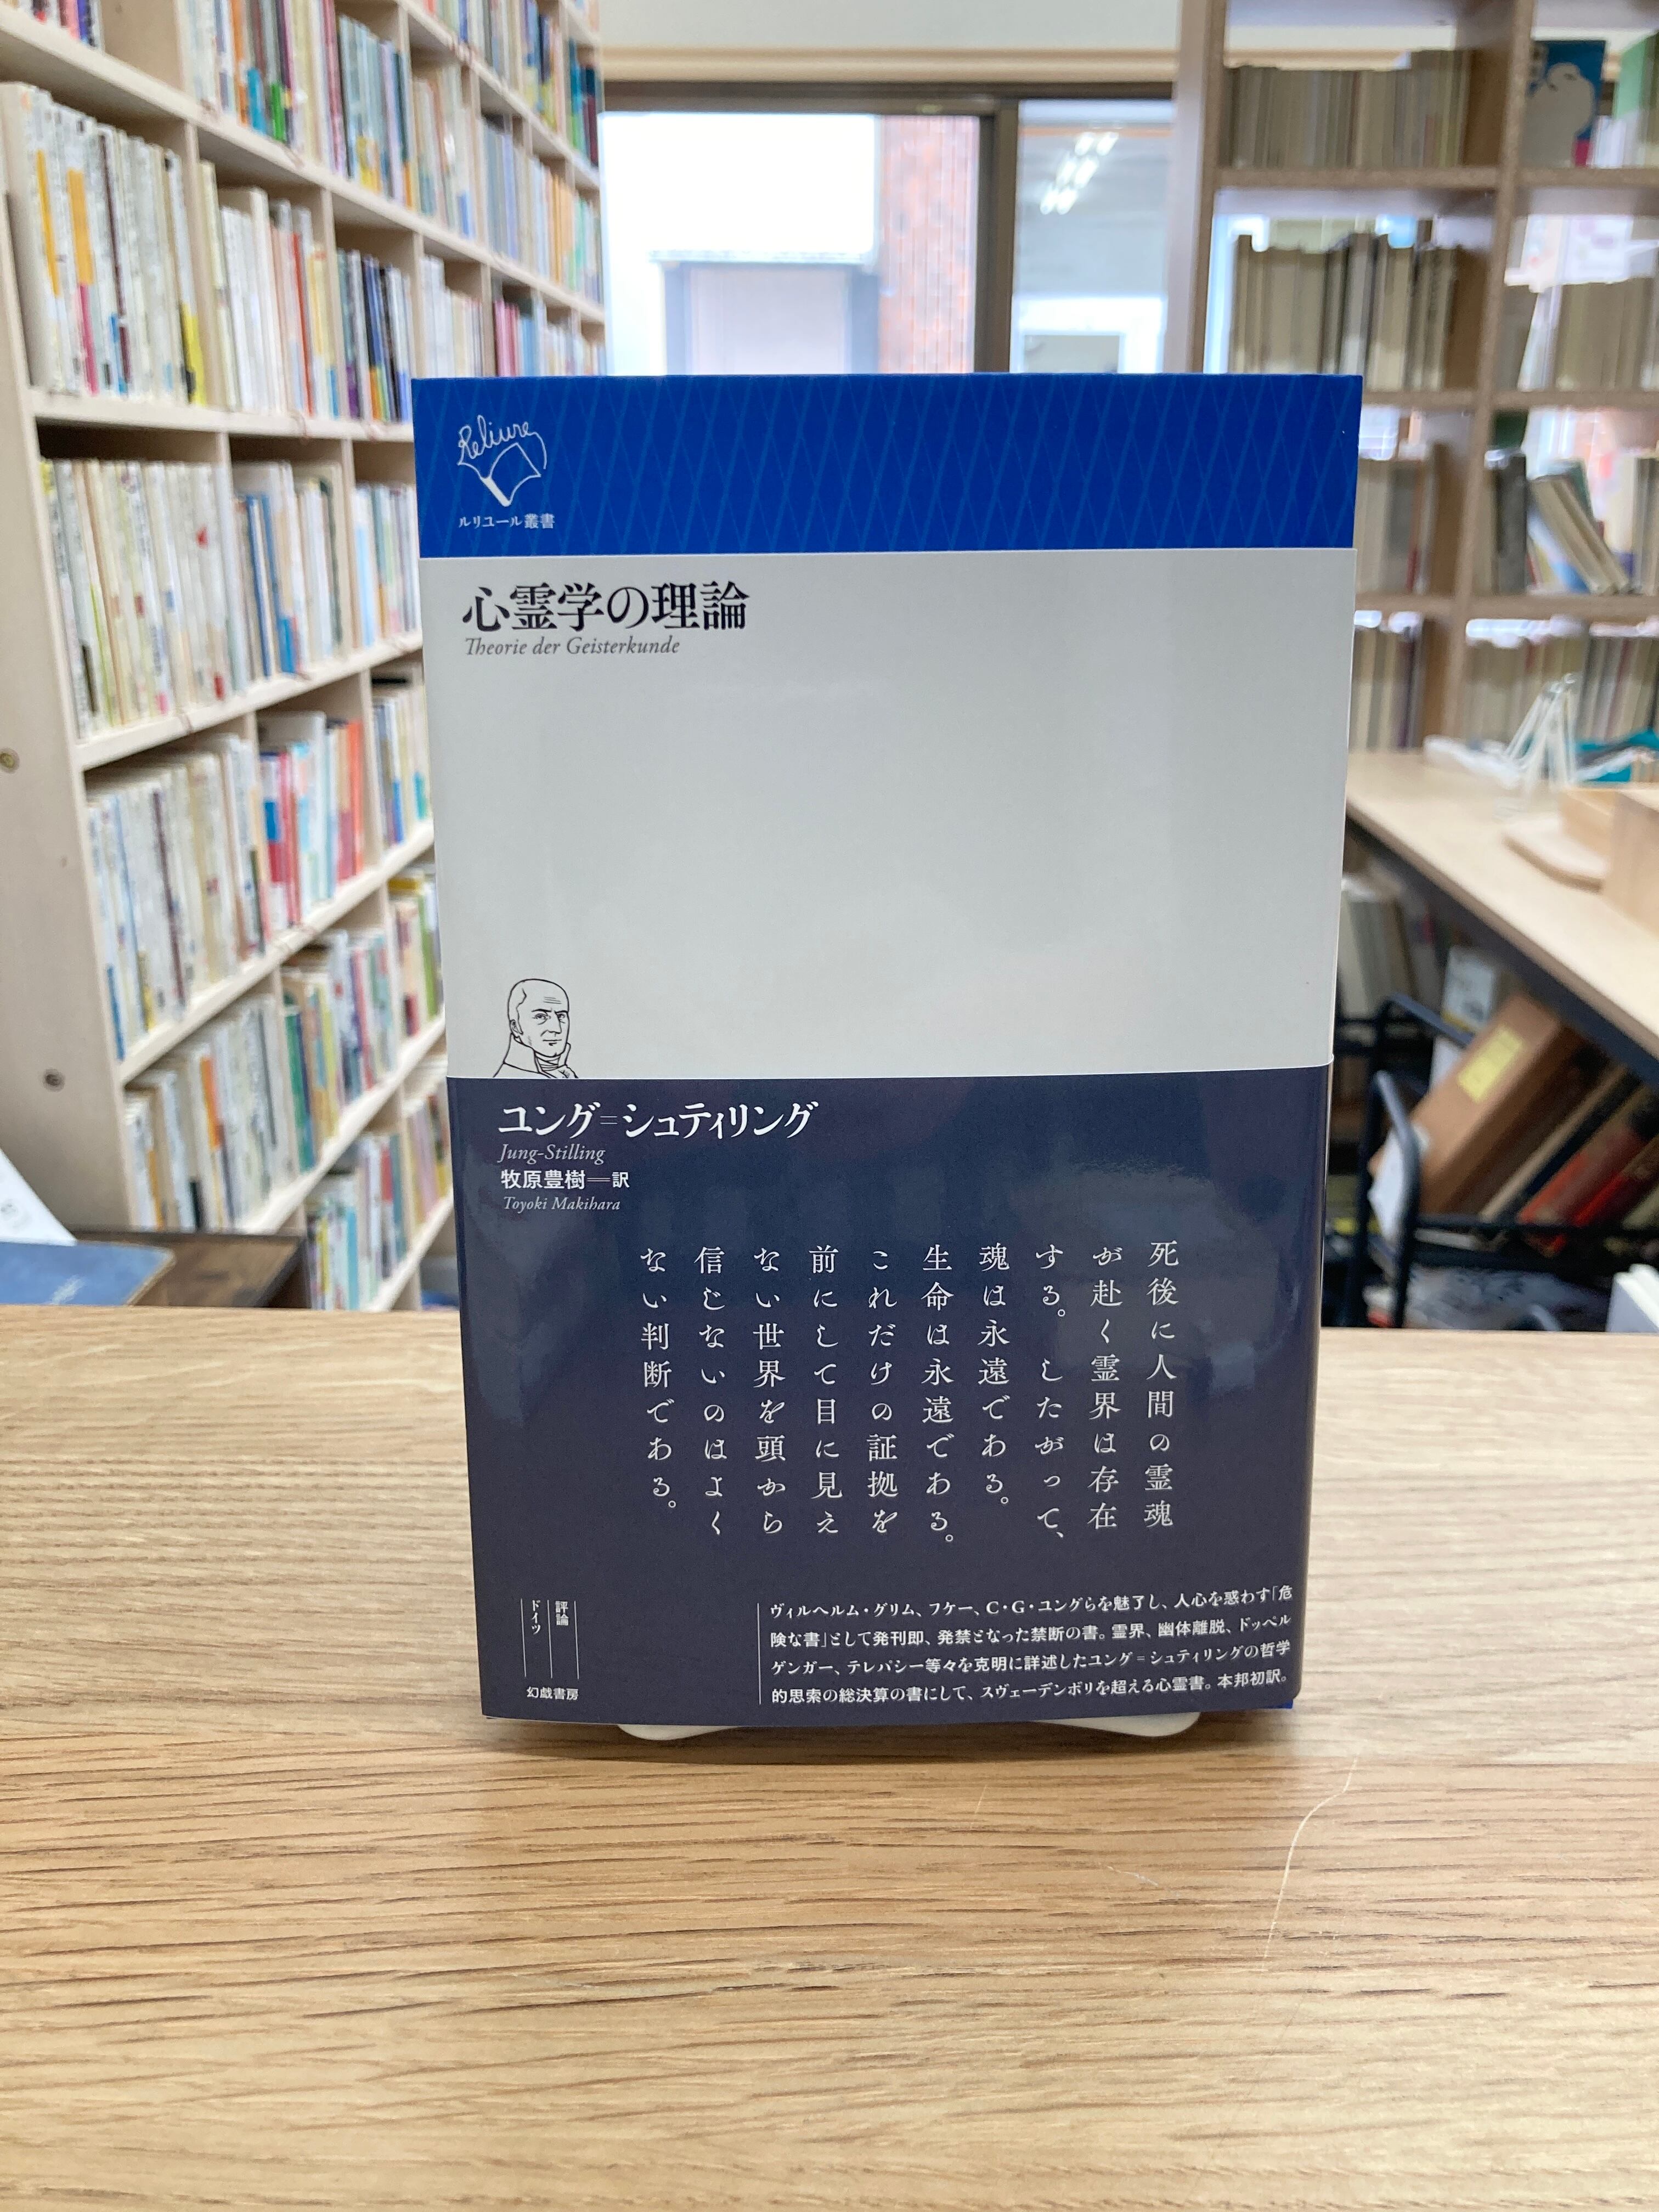 Reliure
ルリユール叢書
心霊学の理論
Theorie der Geisterkunde
ユング=シュティリング
Jung-Stilling
牧原豊樹──訳
Toyoki Makihara
死後に人間の霊魂
が赴く霊界は存在
する。したがって、
魂は永遠である。
生命は永遠である。
これだけの証拠を
前にして目に見え
ない世界を頭から
信じないのはよく
ない判断である。
評論
ドイツ
幻戯書房
ヴィルヘルム・グリム、フケー、C・G・ユングらを魅了し、人心を惑わす「危
険な書」として発刊即、発禁となった禁断の書。霊界、幽体離脱、ドッペル
ゲンガー、テレパシー等々を克明に詳述したユング=シュティリングの哲学
的思索の総決算の書にして、スヴェーデンボリを超える心霊書。本邦初訳。